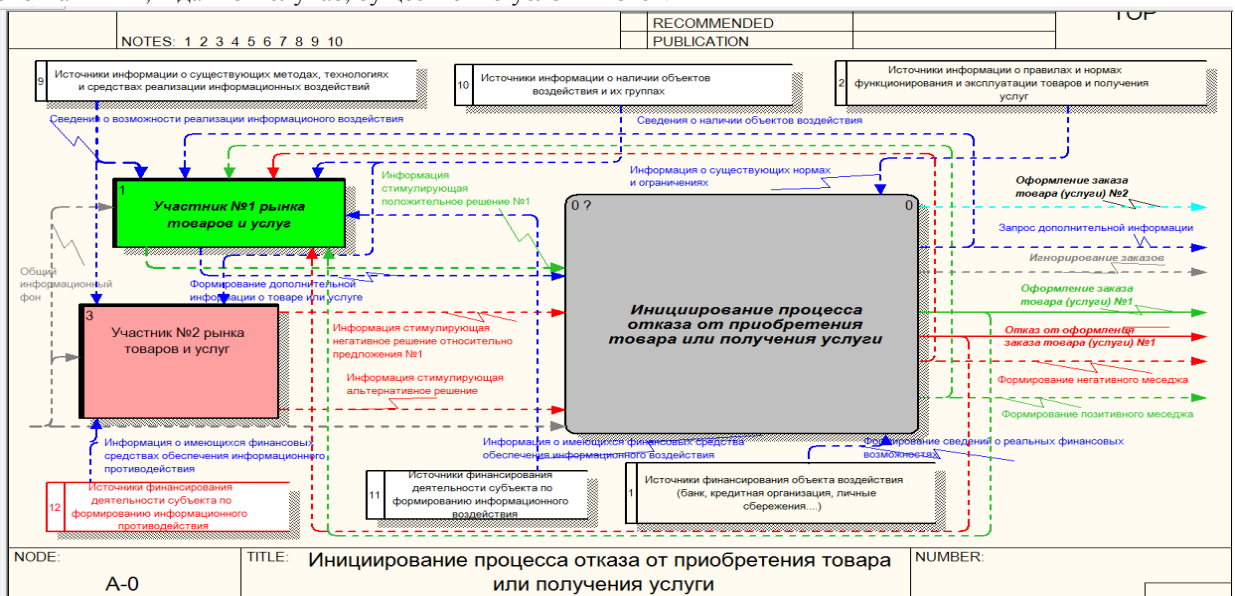 RECOMMENDED
TOP
NOTES: 1 2 3 4 5 6 7 8 9 10
PUBLICATION
9
Источники информации о существующих методах, технологиях
и средствах реализации информационных воздействий
10
Источники информации о наличии объектов
воздействия и их группах
2
Источники информации о правилах и нормах
функционирования и эксплуатации товаров и получения
услуг
Сведения о возможности реализации информационого воздействия
Сведения о наличии объектов воздействия
1
Участник №1 рынка
товаров и услуг
Информация
стимулирующая
положительное решение №1
Информация о существующих нормах
и ограничениях
0 ?
0
Инициирование процесса
отказа от приобретения
товара или получения услуги
Оформление заказа
товара (услуги) №2
Запрос дополнительной информации
Игнорирование заказов
Оформление заказа
товара (услуги) №1
Отказ от оформления
заказа товара (услуги) №1
Формирование негативного меседжа
Формирование позитивного меседжа
Общий
информационный
фон
Формирование дополнительной
информации о товаре или услуге
3
Участник №2 рынка
товаров и услуг
Информация стимулирующая
негативное решение относительно
предложения №1
Информация стимулирующая
альтернативное решение
Информация о имеющихся финансовых
средствах обеспечения информационного
противодействия
Информация о имеющихся финансовых средства
обеспечения информационного воздействия
Формирование сведений о реальных финансовых
возможностях
12
Источники финансирования
деятельности субъекта по
формированию информационного
противодействия
11
Источники финансирования
деятельности субъекта по
формированию информационного
воздействия
1
Источники финансирования объекта воздействия
(банк, кредитная организация, личные
сбережения....)
NODE:
A-0
TITLE:
Инициирование процесса отказа от приобретения товара
или получения услуги
NUMBER: